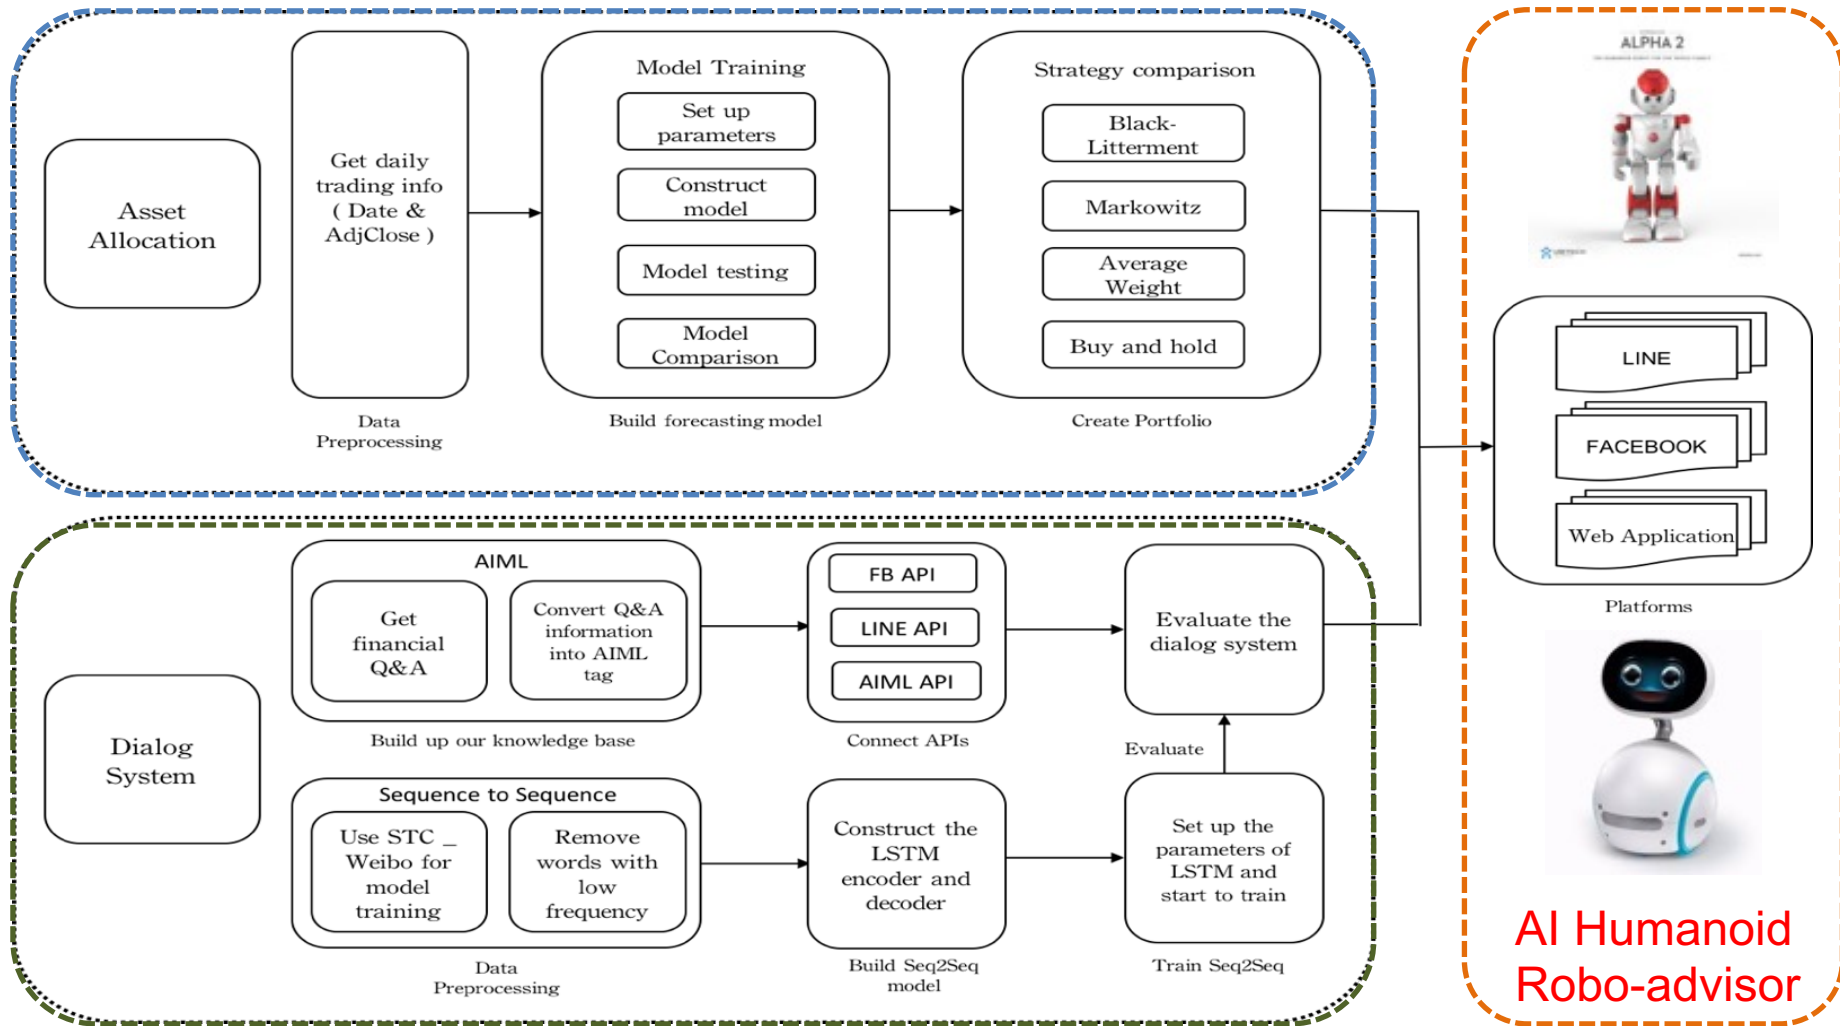 Asset
Allocation
Get daily
trading info
( Date &
AdjClose )
Data
Preprocessing
Model Training
Set up
parameters
Construct
model
Model testing
Model
Comparison
Build forecasting model
Strategy comparison
Black-
Litterment
Markowitz
Average
Weight
Buy and hold
Create Portfolio
Dialog
System
AIML
Get
financial
Q&A
Convert Q&A
information
into AIML
tag
Build up our knowledge base
FB API
LINE API
AIML API
Connect APIs
Evaluate the
dialog system
Evaluate
Sequence to Sequence
Use STC _
Weibo for
model
training
Remove
words with
low
frequency
Data
Preprocessing
Construct the
LSTM
encoder and
decoder
Build Seq2Seq
model
Set up the
parameters of
LSTM and
start to train
Train Seq2Seq
ALPHA 2
LINE
FACEBOOK
Web Application
Platforms
AI Humanoid
Robo-advisor